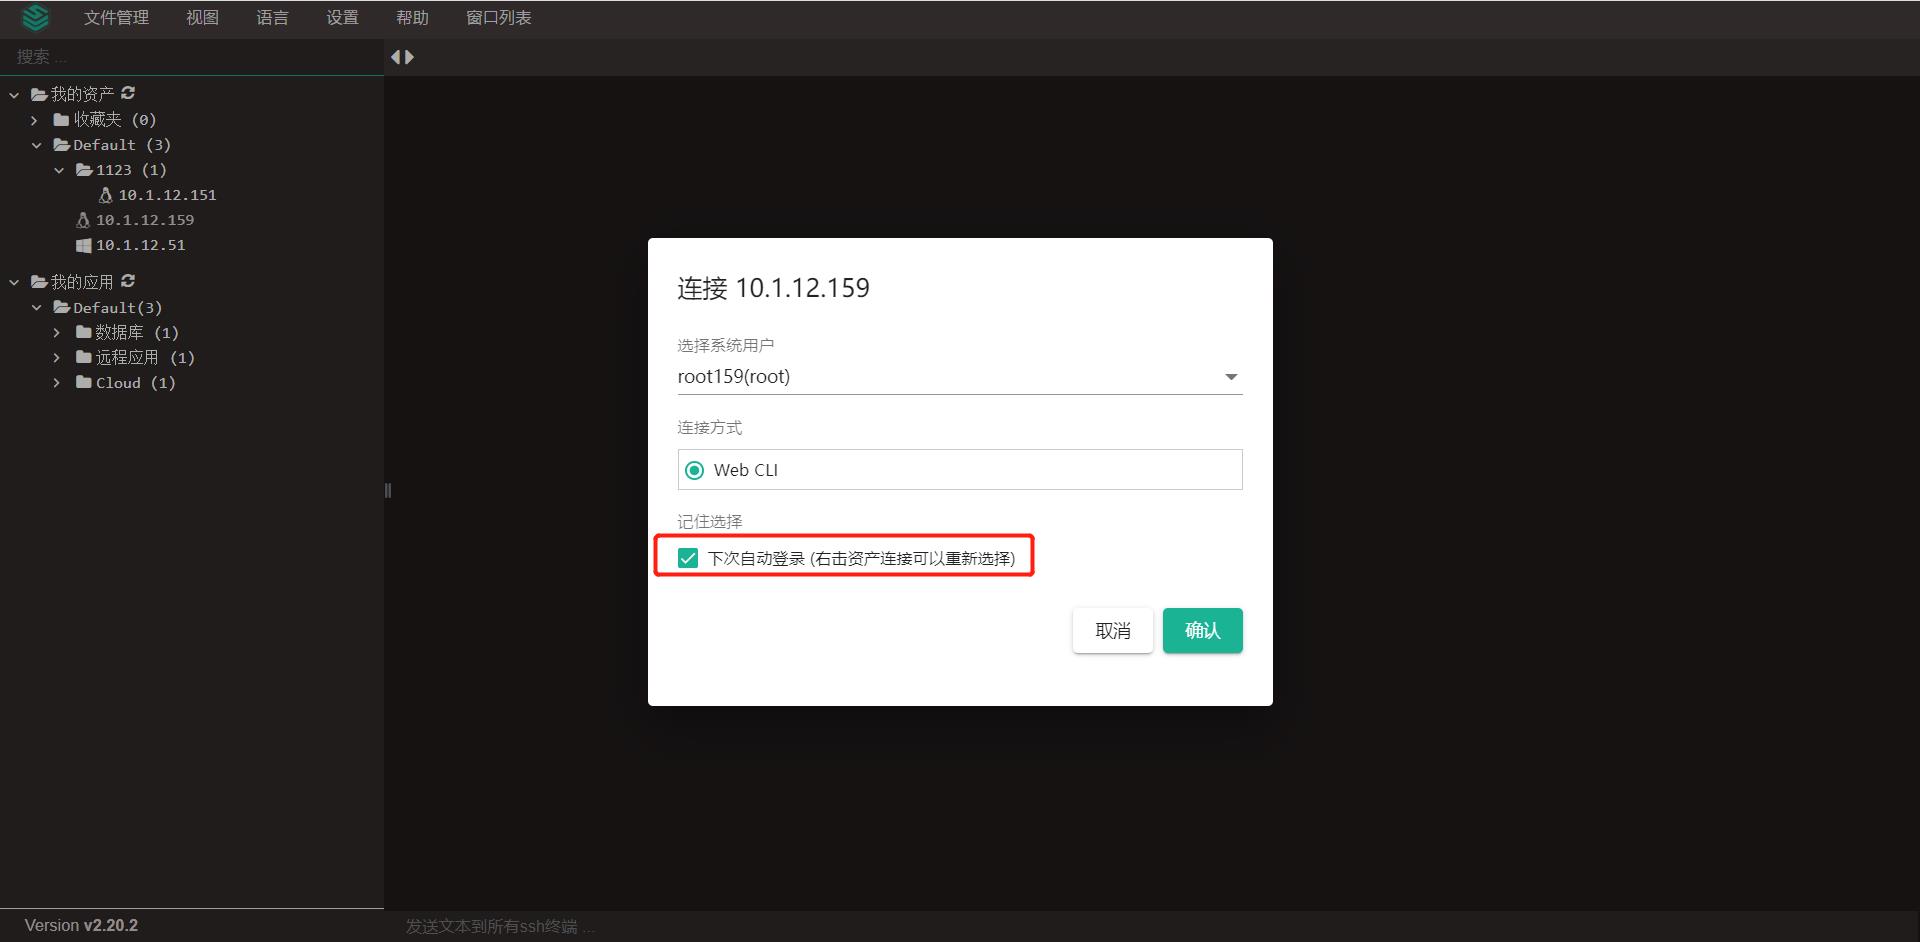 文件管理 视图 语言 设置 帮助 窗口列表
搜索 ...
我的资产
收藏夹 (0)
Default (3)
1123 (1)
10.1.12.151
10.1.12.159
10.1.12.51
我的应用
Default(3)
数据库 (1)
远程应用 (1)
Cloud (1)
连接 10.1.12.159
选择系统用户
root159(root)
连接方式
Web CLI
记住选择
下次自动登录 (右击资产连接可以重新选择)
取消 确认
Version v2.20.2
发送文本到所有ssh终端 ...